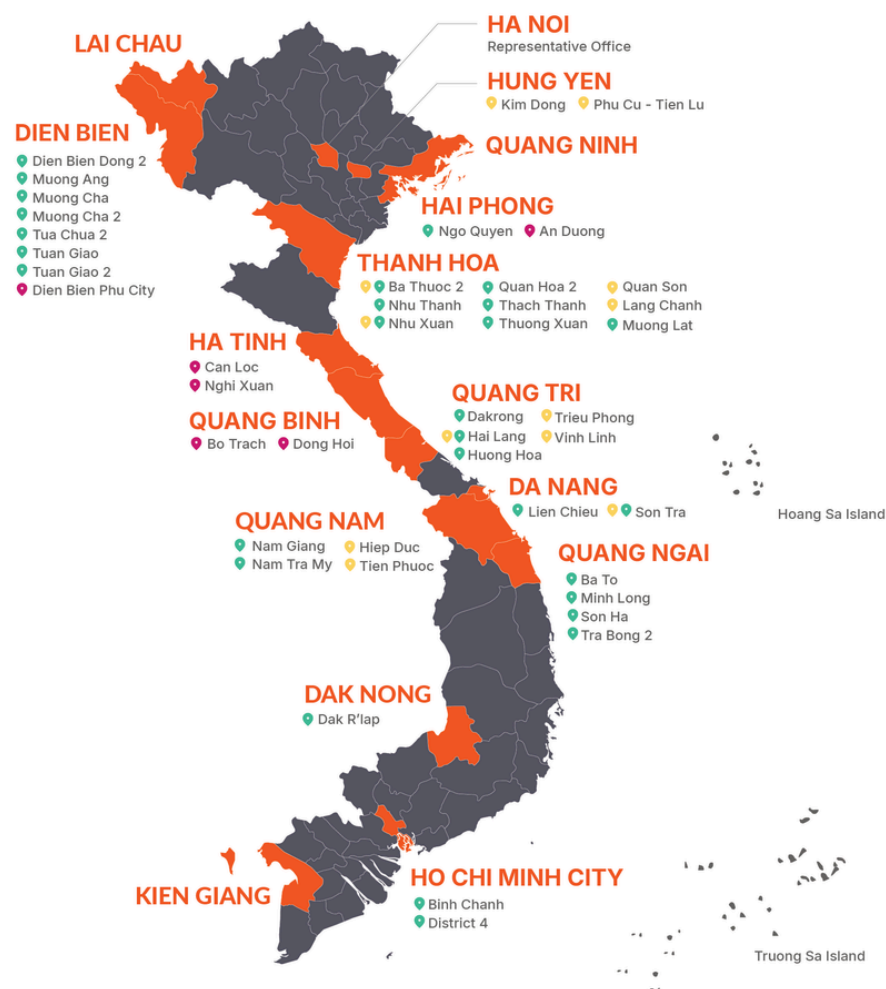 HA NOI
Representative Office
LAI CHAU
HUNG YEN
Kim Dong
Phu Cu - Tien Lu
DIEN BIEN
Dien Bien Dong 2
Muong Ang
Muong Cha
Muong Cha 2
Tua Chua 2
Tuan Giao
Tuan Giao 2
Dien Bien Phu City
QUANG NINH
HAI PHONG
Ngo Quyen
An Duong
THANH HOA
Ba Thuoc 2
Quan Hoa 2
Quan Son
Nhu Thanh
Thach Thanh
Lang Chanh
Nhu Xuan
Thuong Xuan
Muong Lat
HA TINH
Can Loc
Nghi Xuan
QUANG BINH
Bo Trach
Dong Hoi
QUANG TRI
Dakrong
Trieu Phong
Hai Lang
Vinh Linh
Huong Hoa
DA NANG
Lien Chieu
Son Tra
Hoang Sa Island
QUANG NAM
Nam Giang
Hiep Duc
Nam Tra My
Tien Phuoc
QUANG NGAI
Ba To
Minh Long
Son Ha
Tra Bong 2
DAK NONG
Dak R'lap
KIEN GIANG
HO CHI MINH CITY
Binh Chanh
District 4
Truong Sa Island